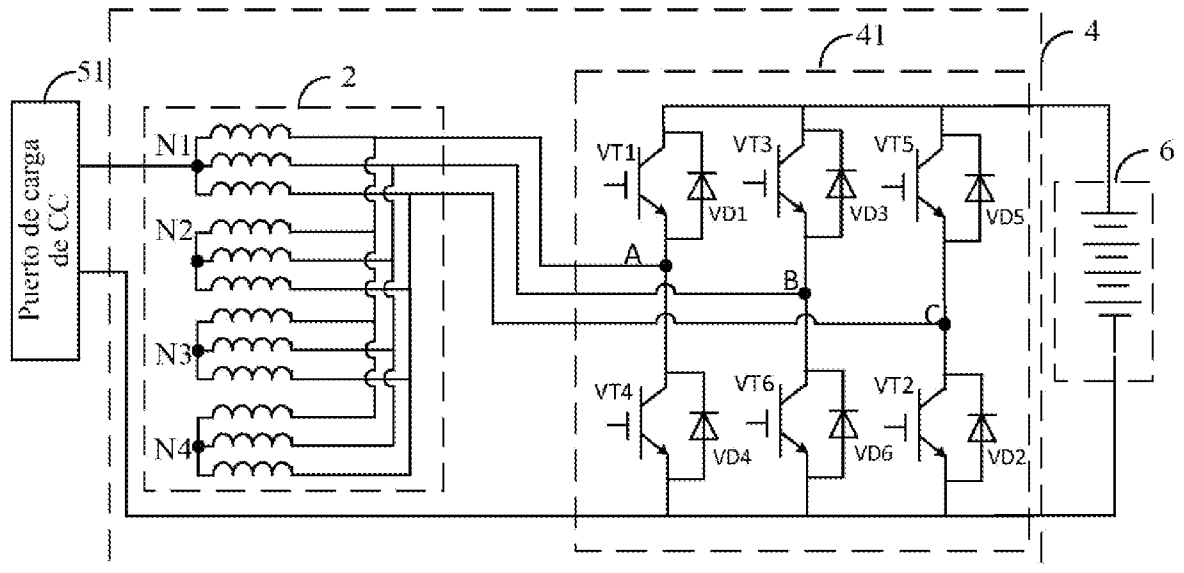 51
2
41
4
6
Puerto de carga
de CC
N1
N2
N3
N4
VT1
VD1
VT3
VD3
VT5
VD5
A
B
C
VT4
VD4
VT6
VD6
VT2
VD2